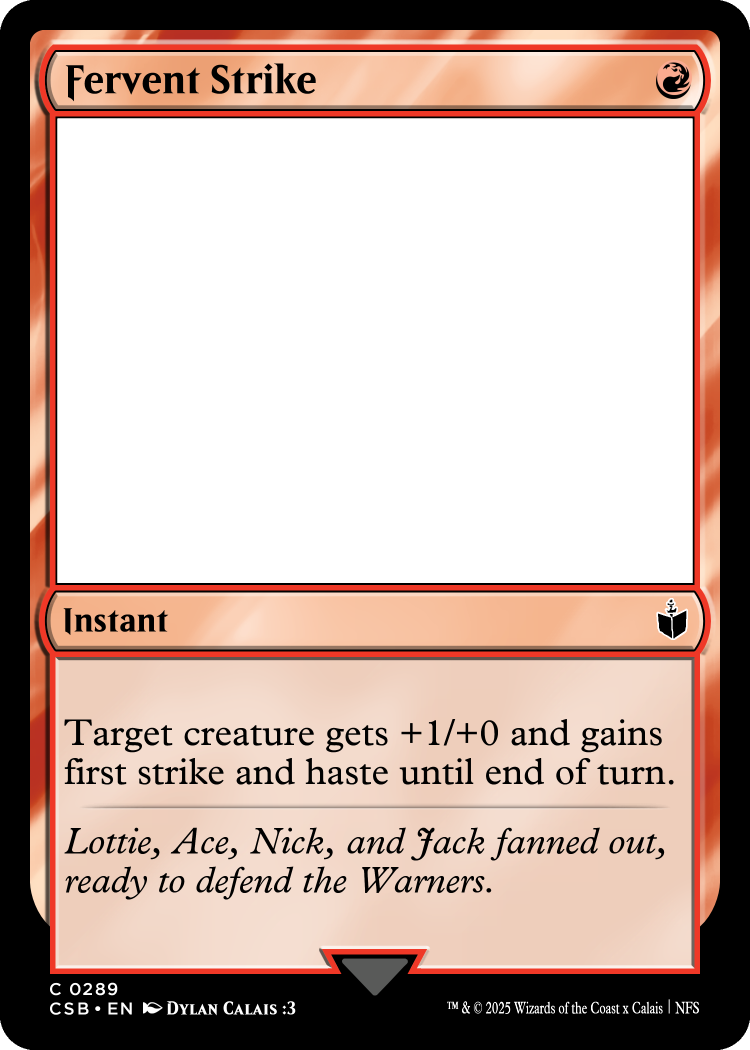 Fervent Strike
Instant
Target creature gets +1/+0 and gains
first strike and haste until end of turn.
Lottie, Ace, Nick, and Jack fanned out,
ready to defend the Warners.
C 0289
CSB • EN Dylan Calais :3
™ & © 2025 Wizards of the Coast x Calais | NFS